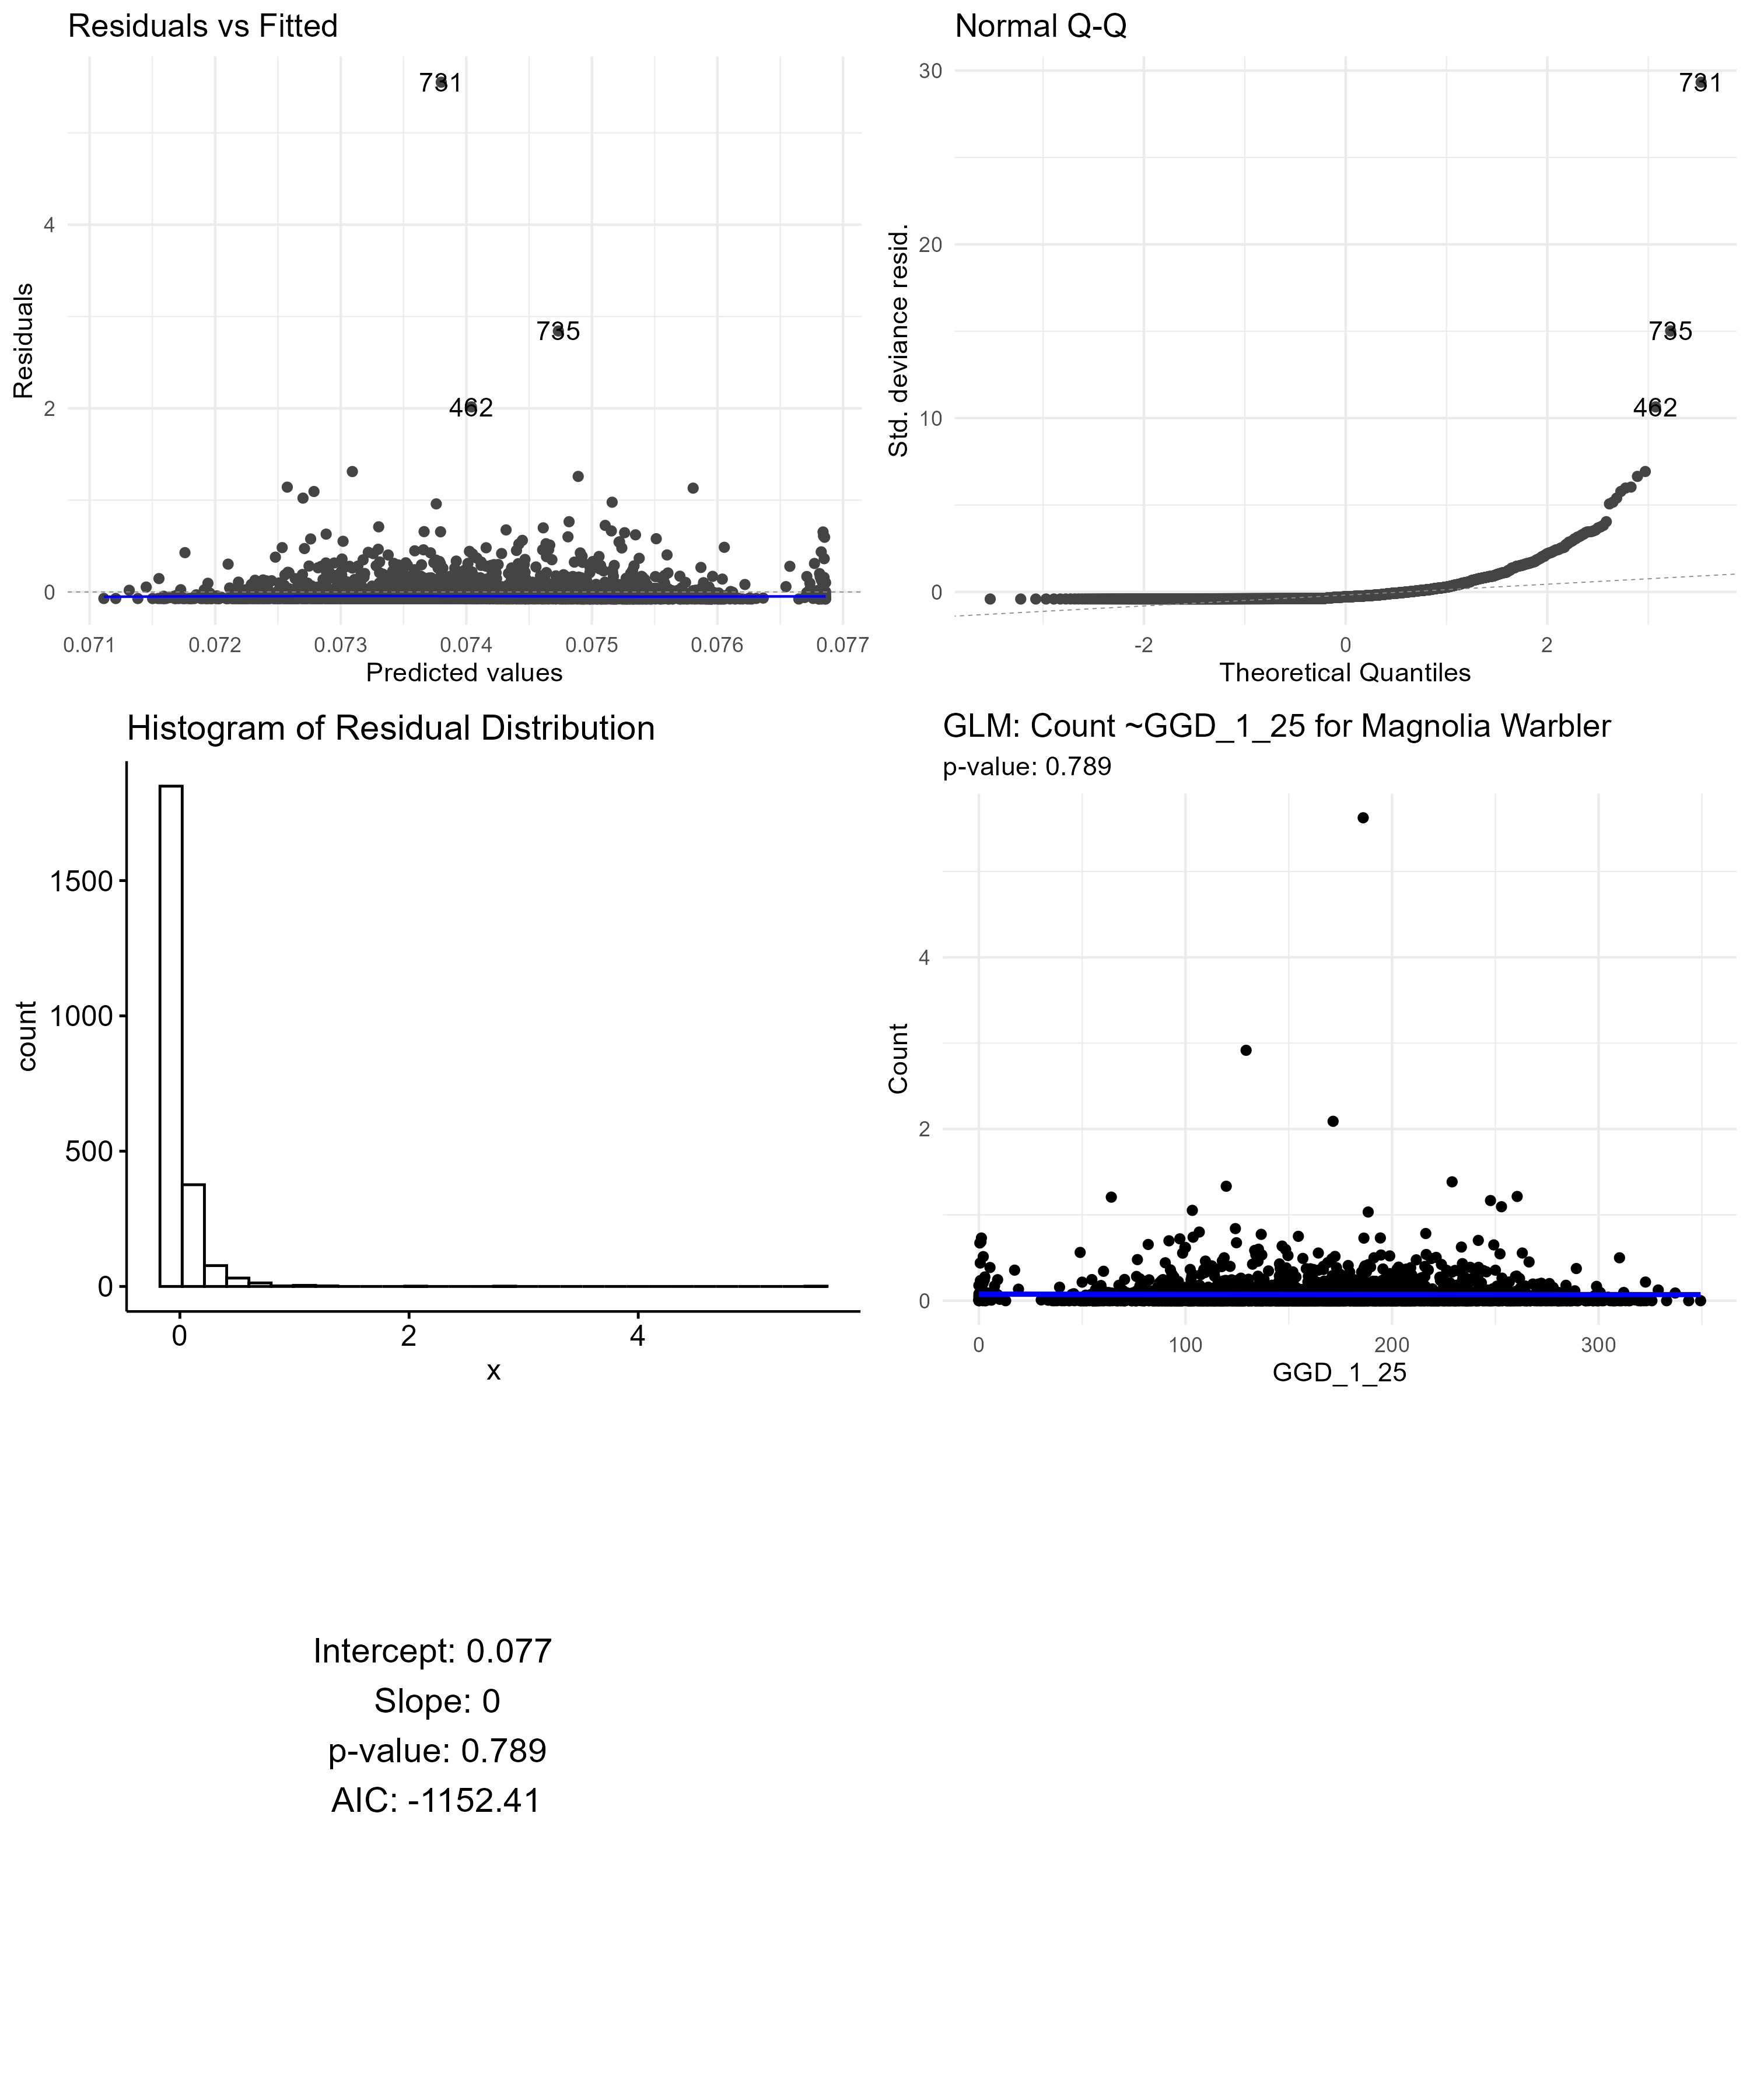 Residuals vs Fitted
731
735
462
4
2
0
Residuals
0.071 0.072 0.073 0.074 0.075 0.076 0.077
Predicted values
Normal Q-Q
731
735
462
30
20
10
0
Std. deviance resid.
-2 0 2
Theoretical Quantiles
Histogram of Residual Distribution
1500
1000
500
0
count
0 2 4
x
GLM: Count ~GGD_1_25 for Magnolia Warbler
p-value: 0.789
4
2
0
Count
0 100 200 300
GGD_1_25
Intercept: 0.077
Slope: 0
p-value: 0.789
AIC: -1152.41